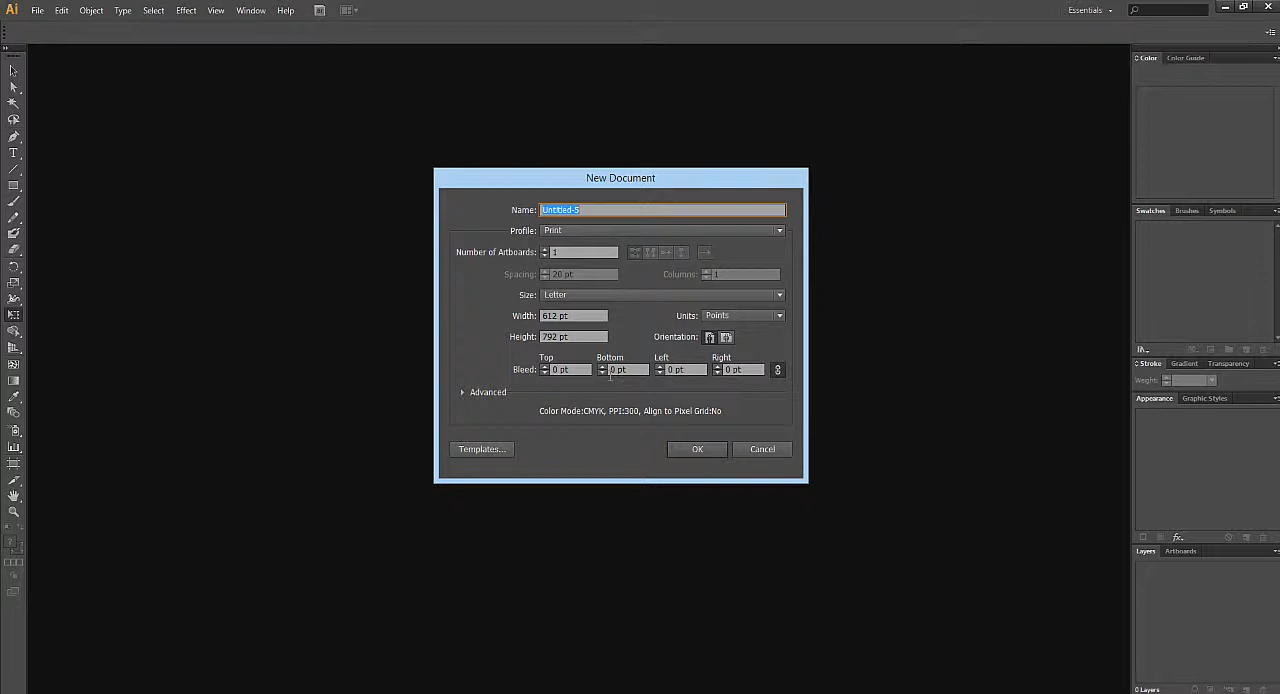 Ai File Edit Object Type Select Effect View Window Help Br Essentials
Color Color Guide
New Document
Name: Untitled-5
Swatches Brushes Symbols
Profile: Print
Number of Artboards: 1
Spacing: 20 pt Columns: 1
Size: Letter
Width: 612 pt Units: Points
Height: 792 pt Orientation:
Top Bottom Left Right
Bleed: 0 pt 0 pt 0 pt 0 pt
Stroke Gradient Transparency
Weight:
Advanced
Appearance Graphic Styles
Color Mode:CMYK, PPI:300, Align to Pixel Grid:No
Templates... OK Cancel
fx.
Layers Artboards
0 Layers